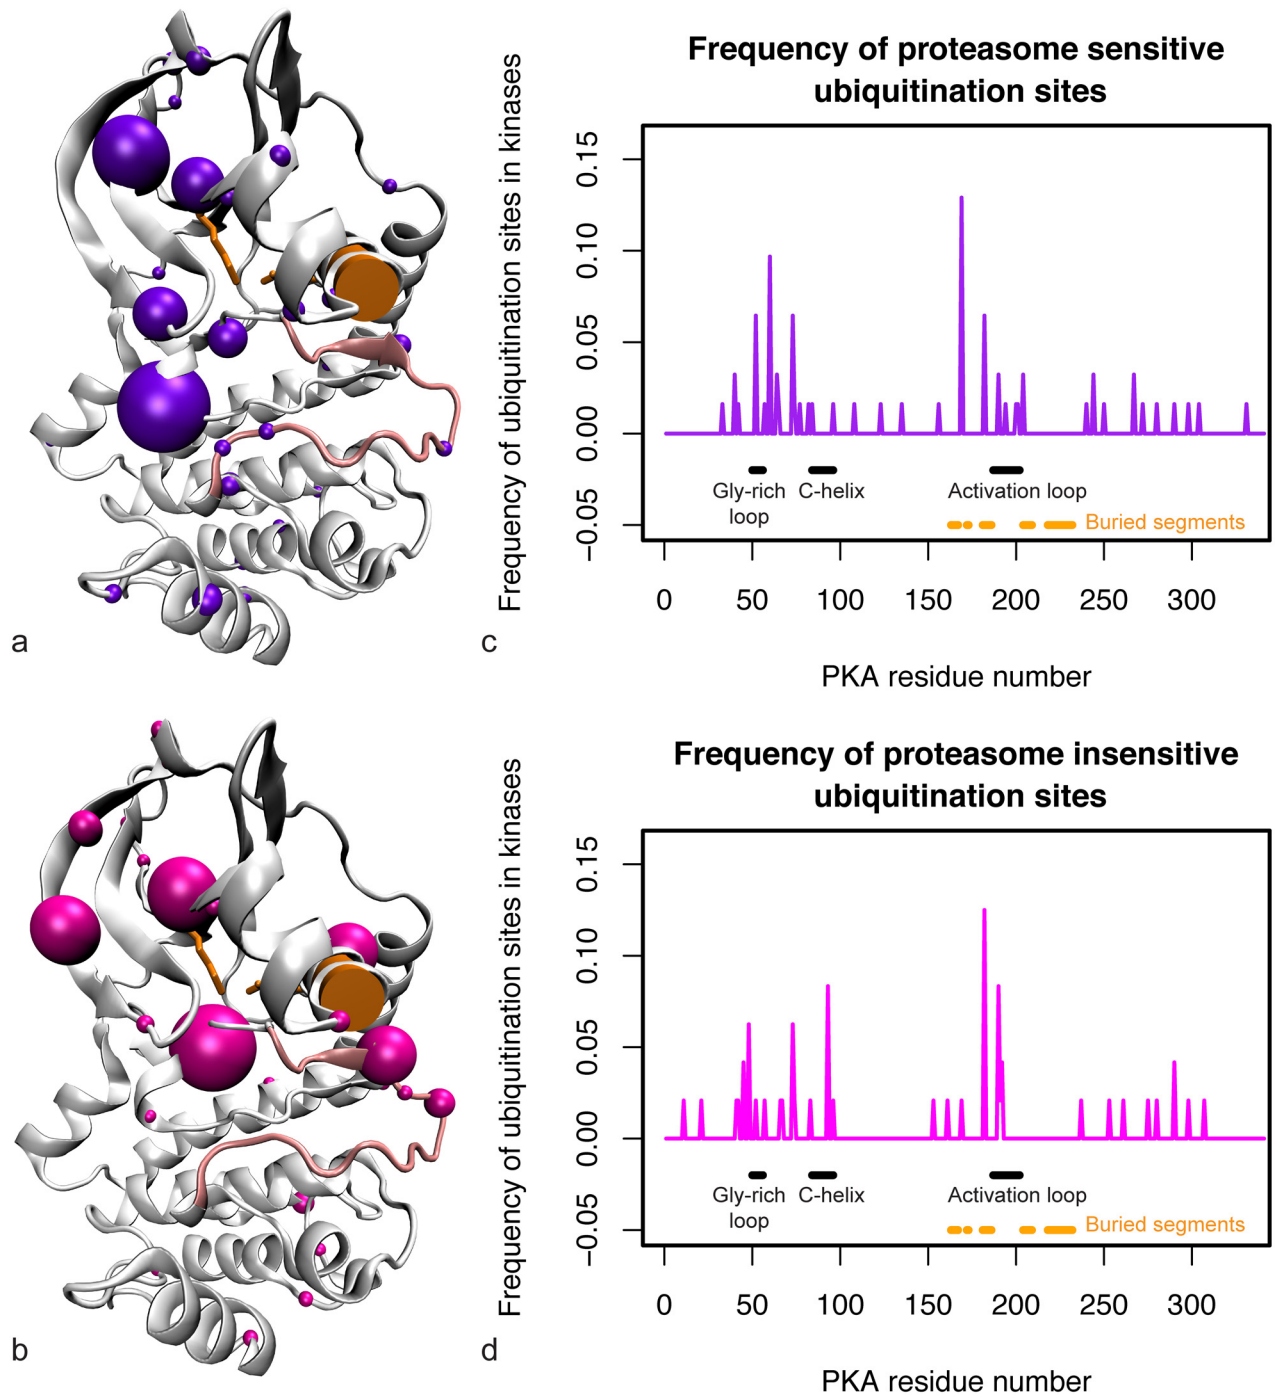 a
Frequency of proteasome sensitive
ubiquitination sites
Frequency of ubiquitination sites in kinases
0.15
0.10
0.05
0.00
−0.05
Gly-rich
loop
C-helix
Activation loop
Buried segments
0 50 100 150 200 250 300
PKA residue number
c
b
Frequency of proteasome insensitive
ubiquitination sites
Frequency of ubiquitination sites in kinases
0.15
0.10
0.05
0.00
−0.05
Gly-rich
loop
C-helix
Activation loop
Buried segments
0 50 100 150 200 250 300
PKA residue number
d